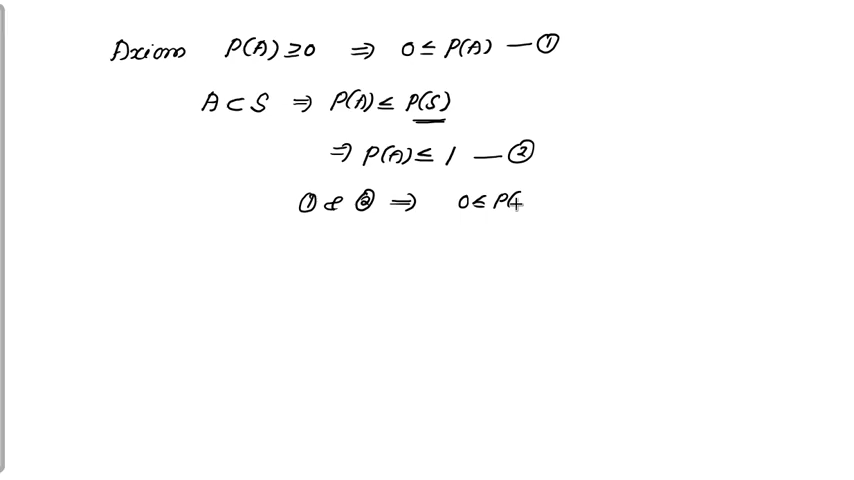 Axiom P(A) ≥ 0 ⇒ 0 ≤ P(A) — ①
A ⊂ S ⇒ P(A) ≤ P(S)
⇒ P(A) ≤ 1 — ②
① & ② ⇒ 0 ≤ P(